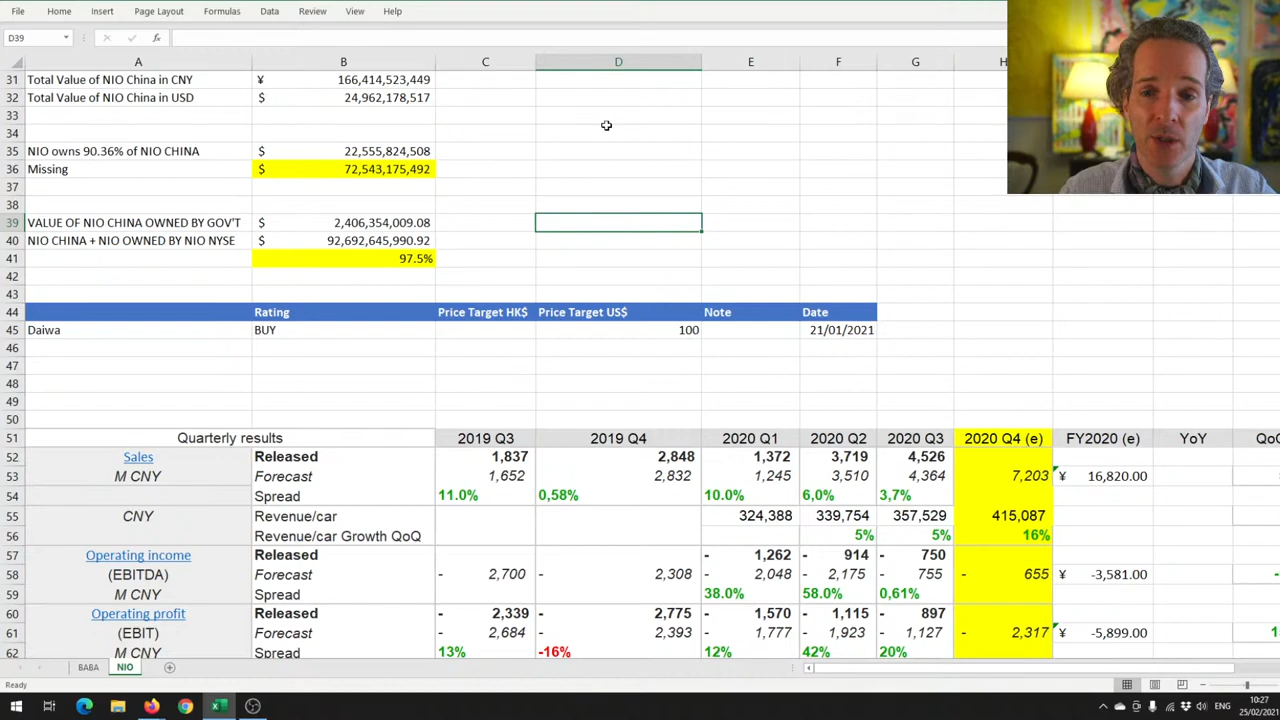 File Home Insert Page Layout Formulas Data Review View Help
D39
A B C D E F G H
31 Total Value of NIO China in CNY ¥ 166,414,523,449
32 Total Value of NIO China in USD $ 24,962,178,517
33
34
35 NIO owns 90.36% of NIO CHINA $ 22,555,824,508
36 Missing $ 72,543,175,492
37
38
39 VALUE OF NIO CHINA OWNED BY GOV'T $ 2,406,354,009.08
40 NIO CHINA + NIO OWNED BY NIO NYSE $ 92,692,645,990.92
41 97.5%
42
43
44 Rating Price Target HK$ Price Target US$ Note Date
45 Daiwa BUY 100 21/01/2021
46
47
48
49
50
51 Quarterly results 2019 Q3 2019 Q4 2020 Q1 2020 Q2 2020 Q3 2020 Q4 (e) FY2020 (e) YoY QoQ
52 Sales Released 1,837 2,848 1,372 3,719 4,526
53 M CNY Forecast 1,652 2,832 1,245 3,510 4,364 7,203 ¥ 16,820.00
54 Spread 11.0% 0,58% 10.0% 6,0% 3,7%
55 CNY Revenue/car 324,388 339,754 357,529 415,087
56 Revenue/car Growth QoQ 5% 5% 16%
57 Operating income Released - 1,262 - 914 - 750
58 (EBITDA) Forecast - 2,700 - 2,308 - 2,048 - 2,175 - 755 - 655 ¥ -3,581.00 -
59 M CNY Spread 38.0% 58.0% 0,61%
60 Operating profit Released - 2,339 - 2,775 - 1,570 - 1,115 - 897
61 (EBIT) Forecast - 2,684 - 2,393 - 1,777 - 1,923 - 1,127 - 2,317 ¥ -5,899.00
62 M CNY Spread 13% -16% 12% 42% 20%
BABA NIO
Ready
ENG 10:27
25/02/2021